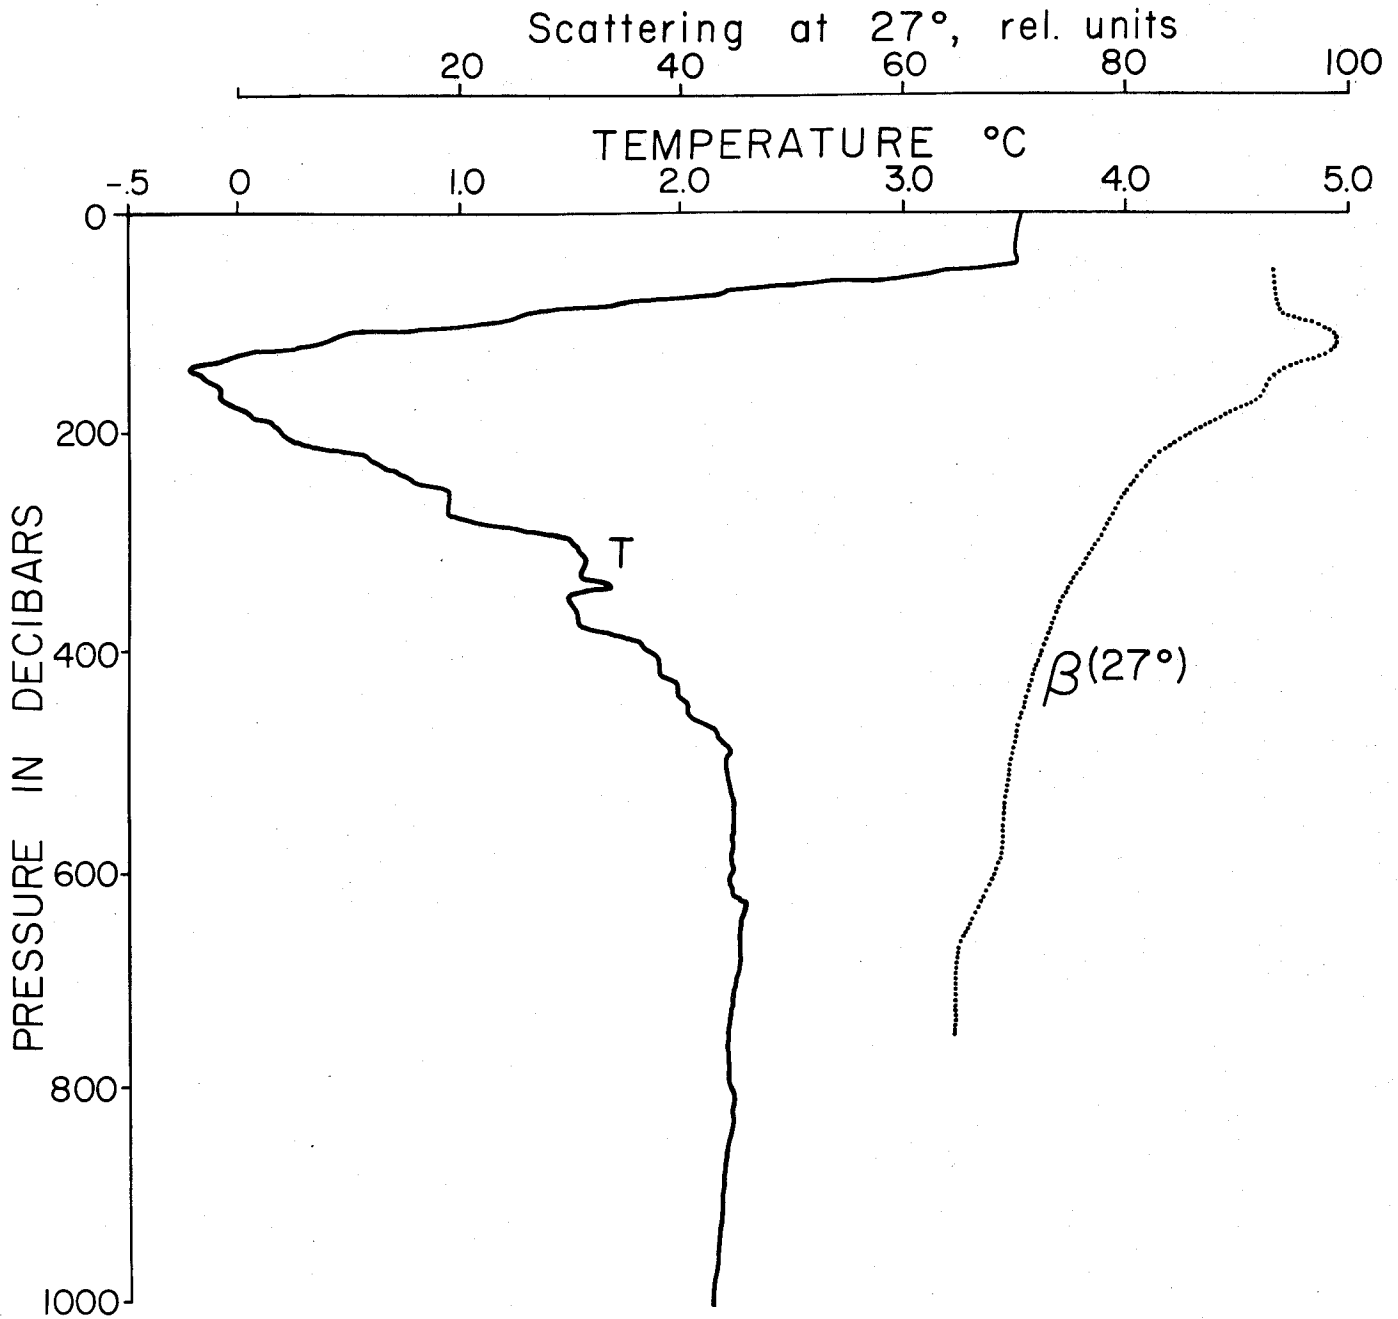 Scattering at 27°, rel. units
20 40 60 80 100
TEMPERATURE °C
-.5 0 1.0 2.0 3.0 4.0 5.0
0
200
T
400
β(27°)
PRESSURE IN DECIBARS
600
800
1000